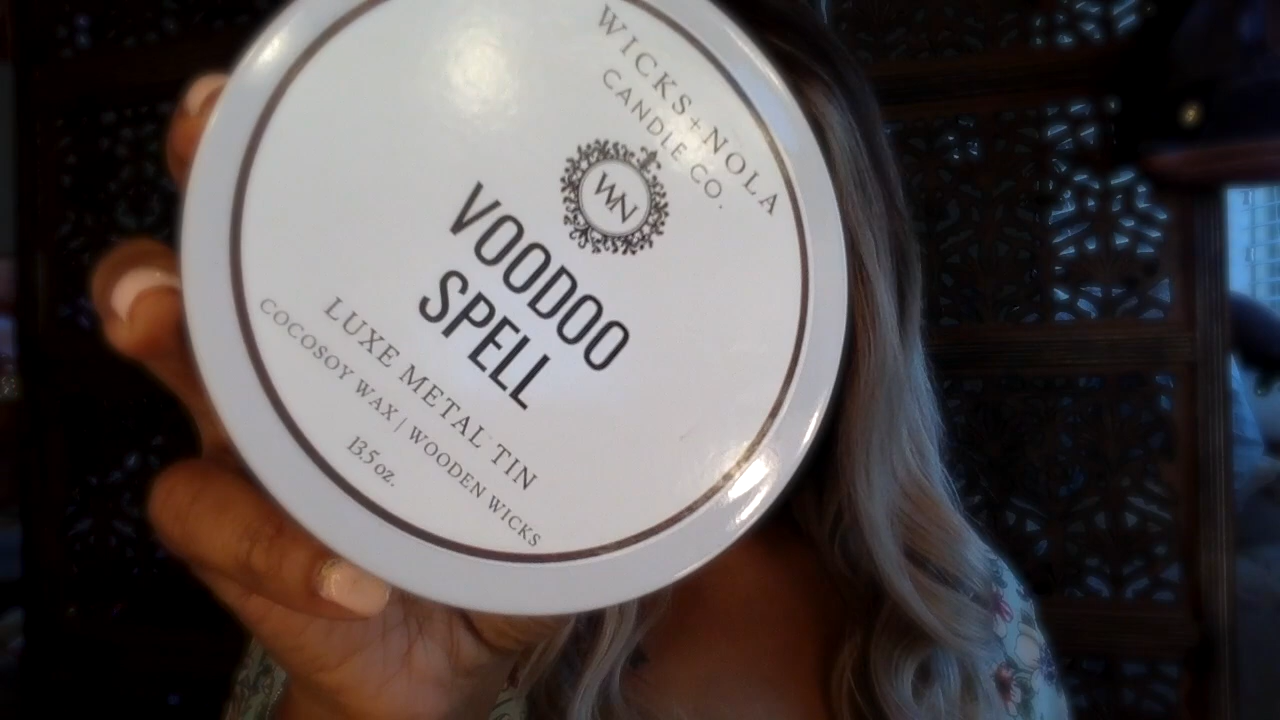 WICKS+NOLA
CANDLE CO.
WN
VOODOO
SPELL
LUXE METAL TIN
COCOSOY WAX | WOODEN WICKS
13.5 oz.